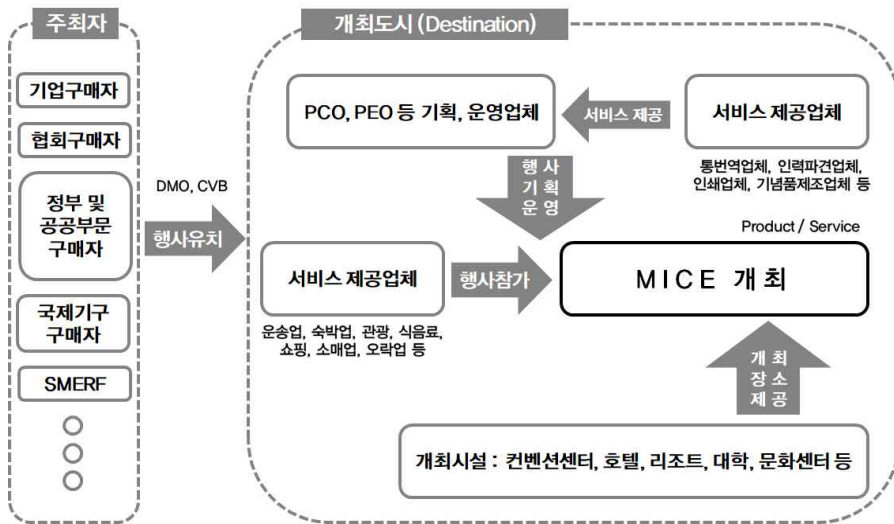 주최자
기업구매자
협회구매자
정부 및
공공부문
구매자
국제기구
구매자
SMERF
DMO, CVB
행사유치
개최도시 (Destination)
PCO, PEO 등 기획, 운영업체
서비스 제공
서비스 제공업체
통번역업체, 인력파견업체,
인쇄업체, 기념품제조업체 등
행 사
기 획
운 영
Product / Service
서비스 제공업체
행사참가
MICE 개최
운송업, 숙박업, 관광, 식음료,
쇼핑, 소매업, 오락업 등
개 최
장 소
제 공
개최시설 : 컨벤션센터, 호텔, 리조트, 대학, 문화센터 등